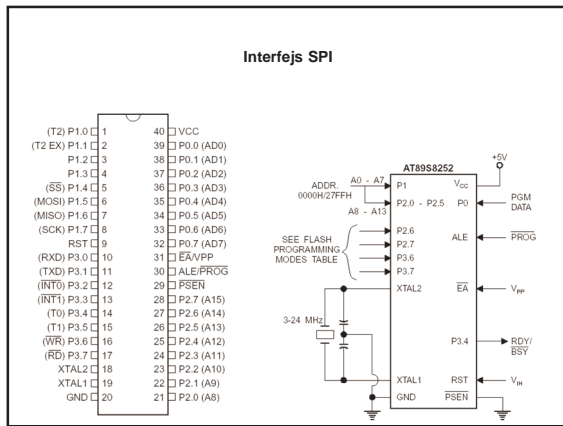 Interfejs SPI
(T2) P1.0 1 40 VCC
(T2 EX) P1.1 2 39 P0.0 (AD0)
P1.2 3 38 P0.1 (AD1)
P1.3 4 37 P0.2 (AD2)
(SS) P1.4 5 36 P0.3 (AD3)
(MOSI) P1.5 6 35 P0.4 (AD4)
(MISO) P1.6 7 34 P0.5 (AD5)
(SCK) P1.7 8 33 P0.6 (AD6)
RST 9 32 P0.7 (AD7)
(RXD) P3.0 10 31 EA/VPP
(TXD) P3.1 11 30 ALE/PROG
(INT0) P3.2 12 29 PSEN
(INT1) P3.3 13 28 P2.7 (A15)
(T0) P3.4 14 27 P2.6 (A14)
(T1) P3.5 15 26 P2.5 (A13)
(WR) P3.6 16 25 P2.4 (A12)
(RD) P3.7 17 24 P2.3 (A11)
XTAL2 18 23 P2.2 (A10)
XTAL1 19 22 P2.1 (A9)
GND 20 21 P2.0 (A8)
AT89S8252
+5V
A0 - A7
ADDR.
0000H/27FFH
A8 - A13
P1 VCC
P2.0 - P2.5 P0
PGM
DATA
P2.6
P2.7 ALE PROG
P3.6
P3.7
SEE FLASH
PROGRAMMING
MODES TABLE
XTAL2 EA VPP
3-24 MHz
P3.4 RDY/
BSY
XTAL1 RST VIH
GND PSEN